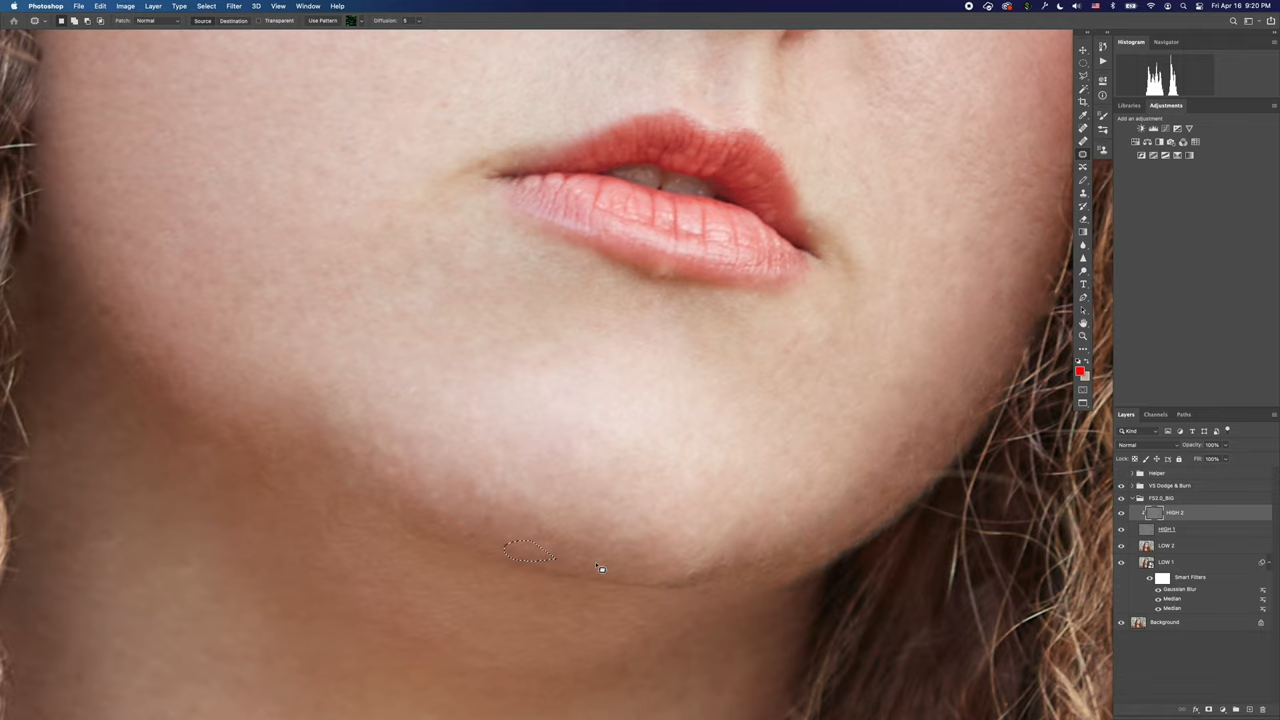 Photoshop File Edit Image Layer Type Select Filter 3D View Window Help Fri Apr 16 9:20 PM
Patch: Normal Source Destination Transparent Use Pattern Diffusion: 5
Histogram Navigator
Libraries Adjustments
Add an adjustment
Layers Channels Paths
Kind
Normal Opacity: 100%
Lock: Fill: 100%
Helper
VS Dodge & Burn
FS2.0_BIG
HIGH 2
HIGH 1
LOW 2
LOW 1
Smart Filters
Gaussian Blur
Median
Median
Background